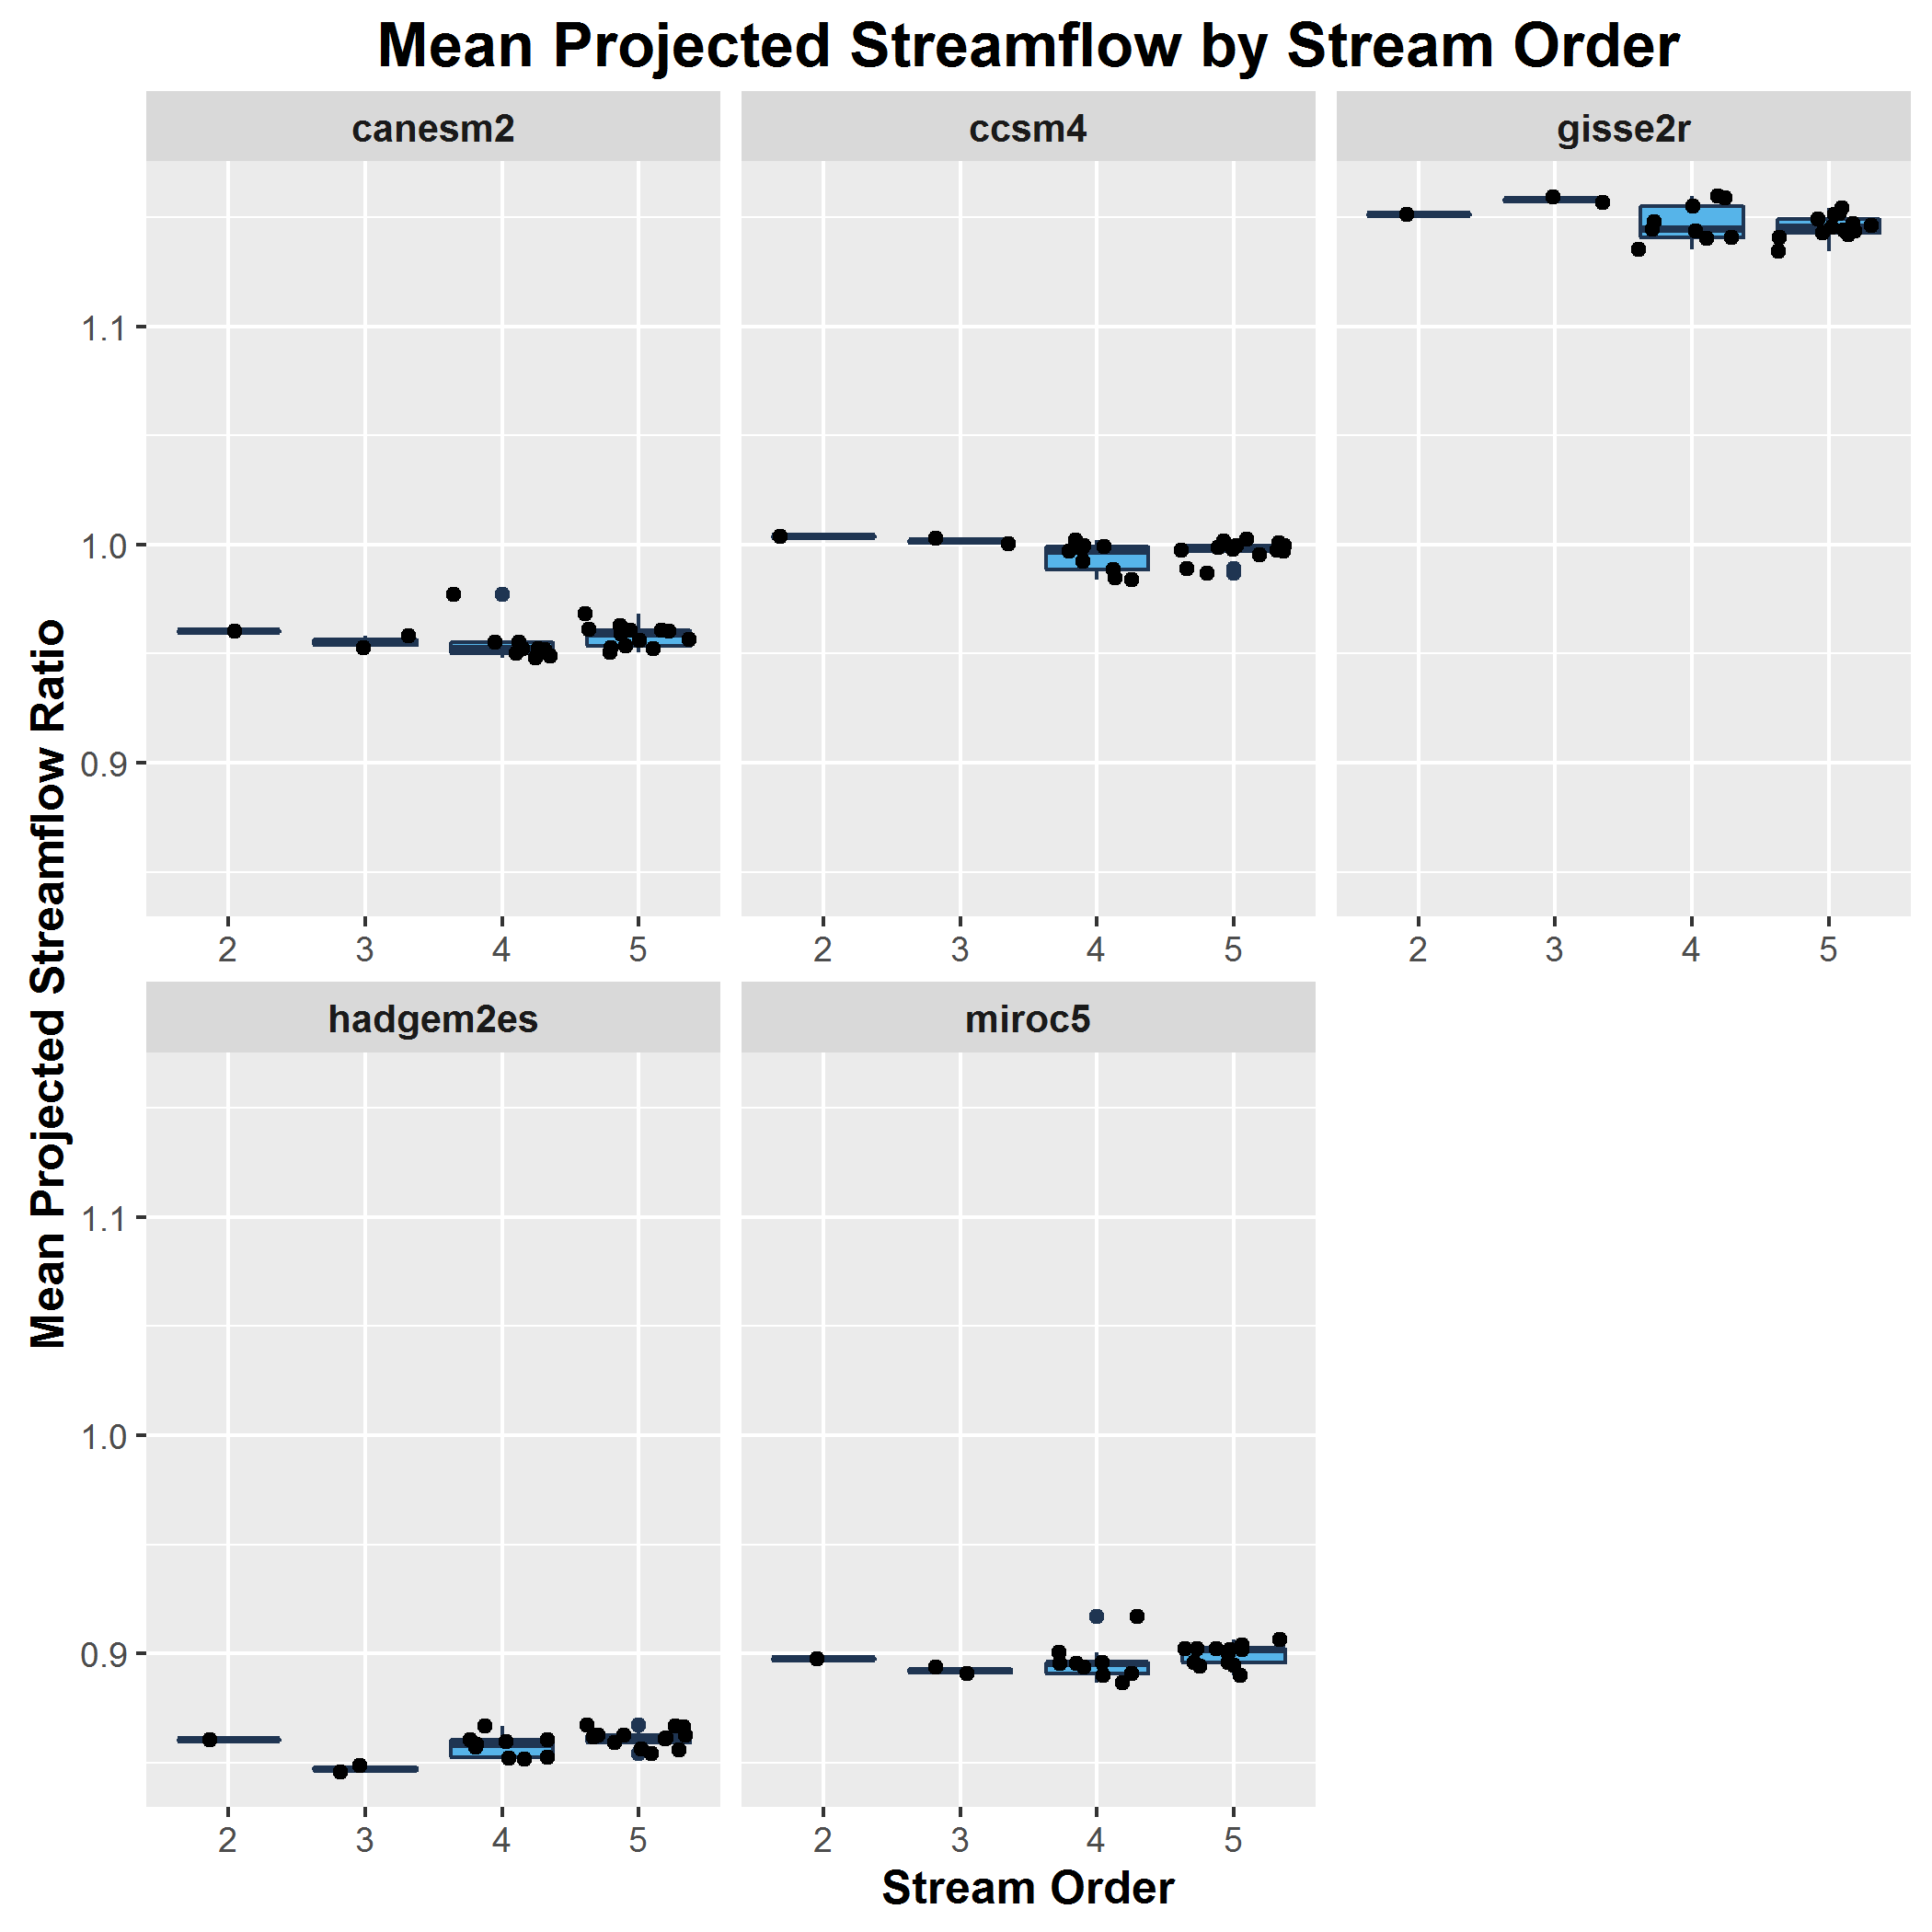 Mean Projected Streamflow by Stream Order
canesm2
ccsm4
gisse2r
Mean Projected Streamflow Ratio
1.1
1.0
0.9
2 3 4 5
2 3 4 5
2 3 4 5
hadgem2es
miroc5
1.1
1.0
0.9
2 3 4 5
2 3 4 5
Stream Order